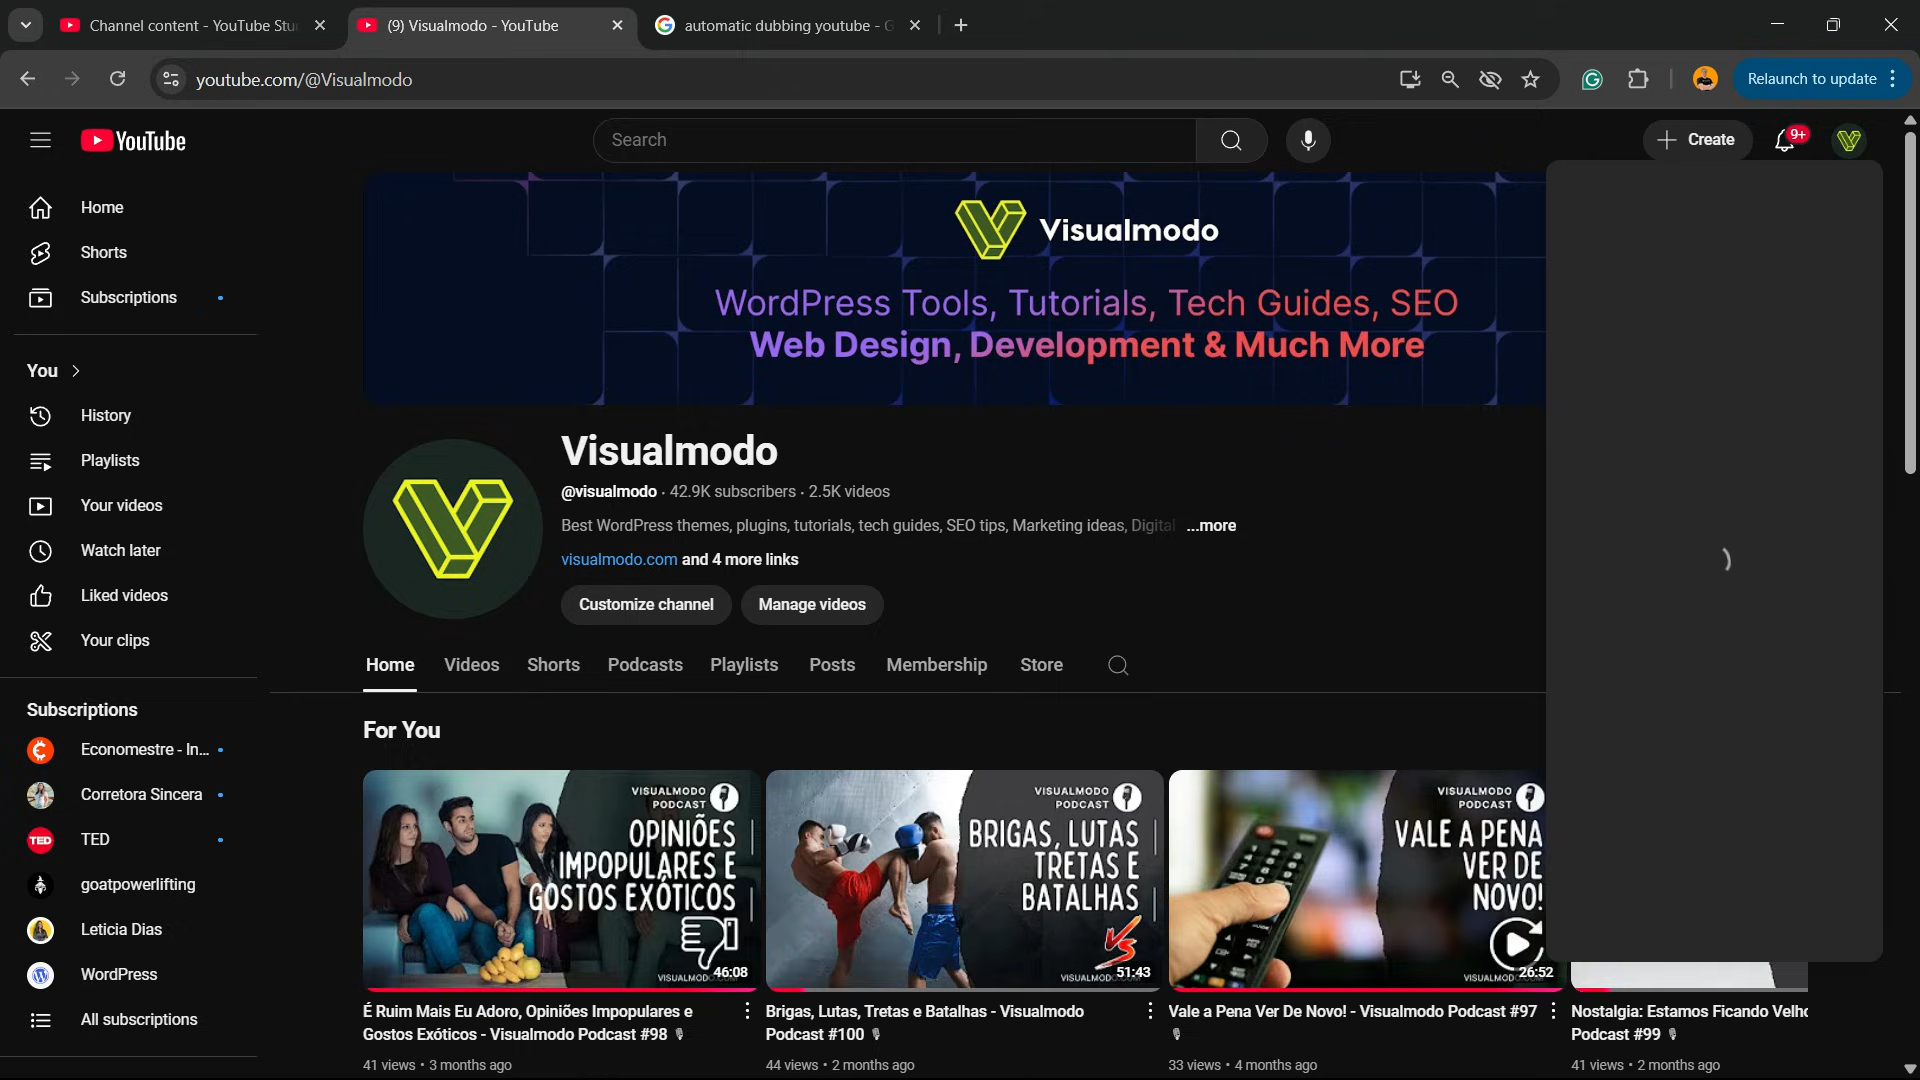 Channel content - YouTube Stu
(9) Visualmodo - YouTube
automatic dubbing youtube - G
youtube.com/@Visualmodo
Relaunch to update
YouTube
Search
Create
9+
Home
Shorts
Subscriptions
You
History
Playlists
Your videos
Watch later
Liked videos
Your clips
Subscriptions
Economestre - In...
Corretora Sincera
TED
TED
goatpowerlifting
Leticia Dias
WordPress
All subscriptions
Visualmodo
WordPress Tools, Tutorials, Tech Guides, SEO
Web Design, Development & Much More
Visualmodo
@visualmodo · 42.9K subscribers · 2.5K videos
Best WordPress themes, plugins, tutorials, tech guides, SEO tips, Marketing ideas, Digital ...more
visualmodo.com and 4 more links
Customize channel
Manage videos
Home
Videos
Shorts
Podcasts
Playlists
Posts
Membership
Store
For You
VISUALMODO
PODCAST
OPINIÕES
IMPOPULARES E
GOSTOS EXÓTICOS
46:08
É Ruim Mais Eu Adoro, Opiniões Impopulares e
Gostos Exóticos - Visualmodo Podcast #98 🎙
41 views • 3 months ago
VISUALMODO
PODCAST
BRIGAS, LUTAS
TRETAS E
BATALHAS
VS
51:43
Brigas, Lutas, Tretas e Batalhas - Visualmodo
Podcast #100 🎙
44 views • 2 months ago
VISUALMODO
PODCAST
VALE A PENA
VER DE
NOVO!
26:52
Vale a Pena Ver De Novo! - Visualmodo Podcast #97
🎙
33 views • 4 months ago
Nostalgia: Estamos Ficando Velho
Podcast #99 🎙
41 views • 2 months ago